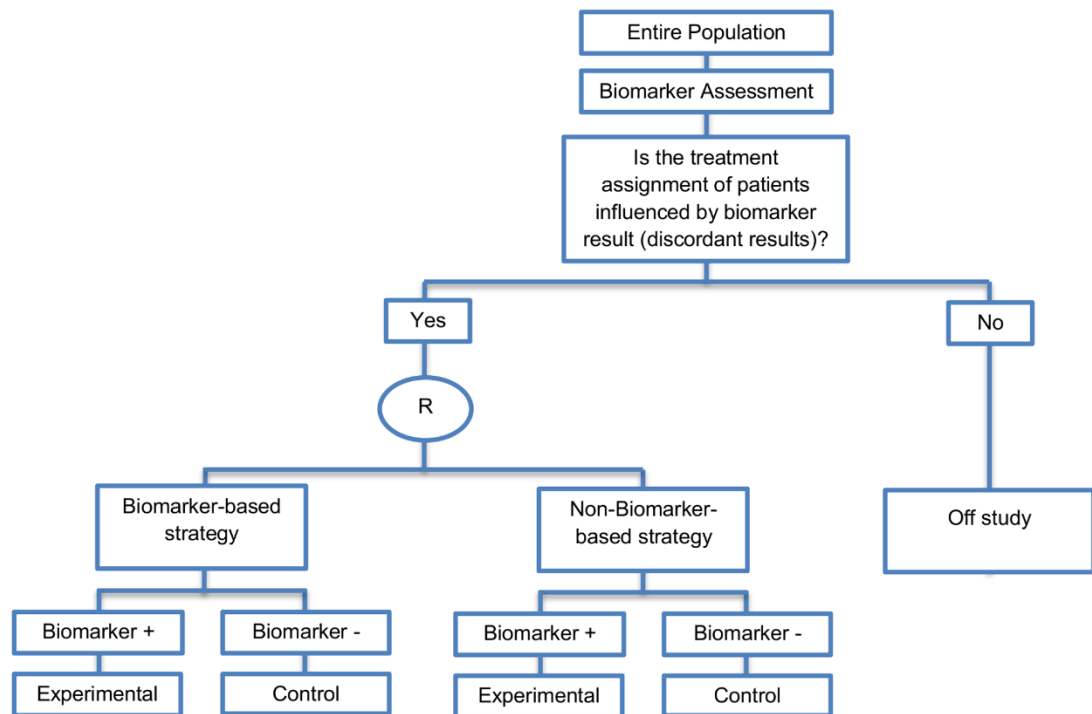 Entire Population
Biomarker Assessment
Is the treatment
assignment of patients
influenced by biomarker
result (discordant results)?
Yes
No
R
Biomarker-based
strategy
Non-Biomarker-
based strategy
Off study
Biomarker +
Biomarker -
Biomarker +
Biomarker -
Experimental
Control
Experimental
Control